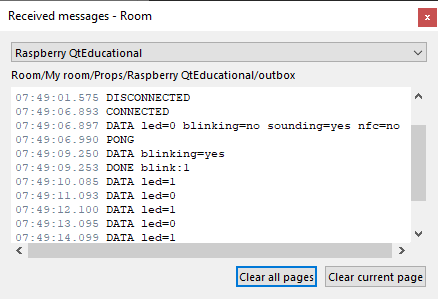 Received messages - Room
Raspberry QtEducational
Room/My room/Props/Raspberry QtEducational/outbox
07:49:01.575 DISCONNECTED
07:49:06.893 CONNECTED
07:49:06.897 DATA led=0 blinking=no sounding=yes nfc=no
07:49:06.990 PONG
07:49:09.250 DATA blinking=yes
07:49:09.253 DONE blink:1
07:49:10.085 DATA led=1
07:49:11.093 DATA led=0
07:49:12.100 DATA led=1
07:49:13.095 DATA led=0
07:49:14.099 DATA led=1
Clear all pages Clear current page